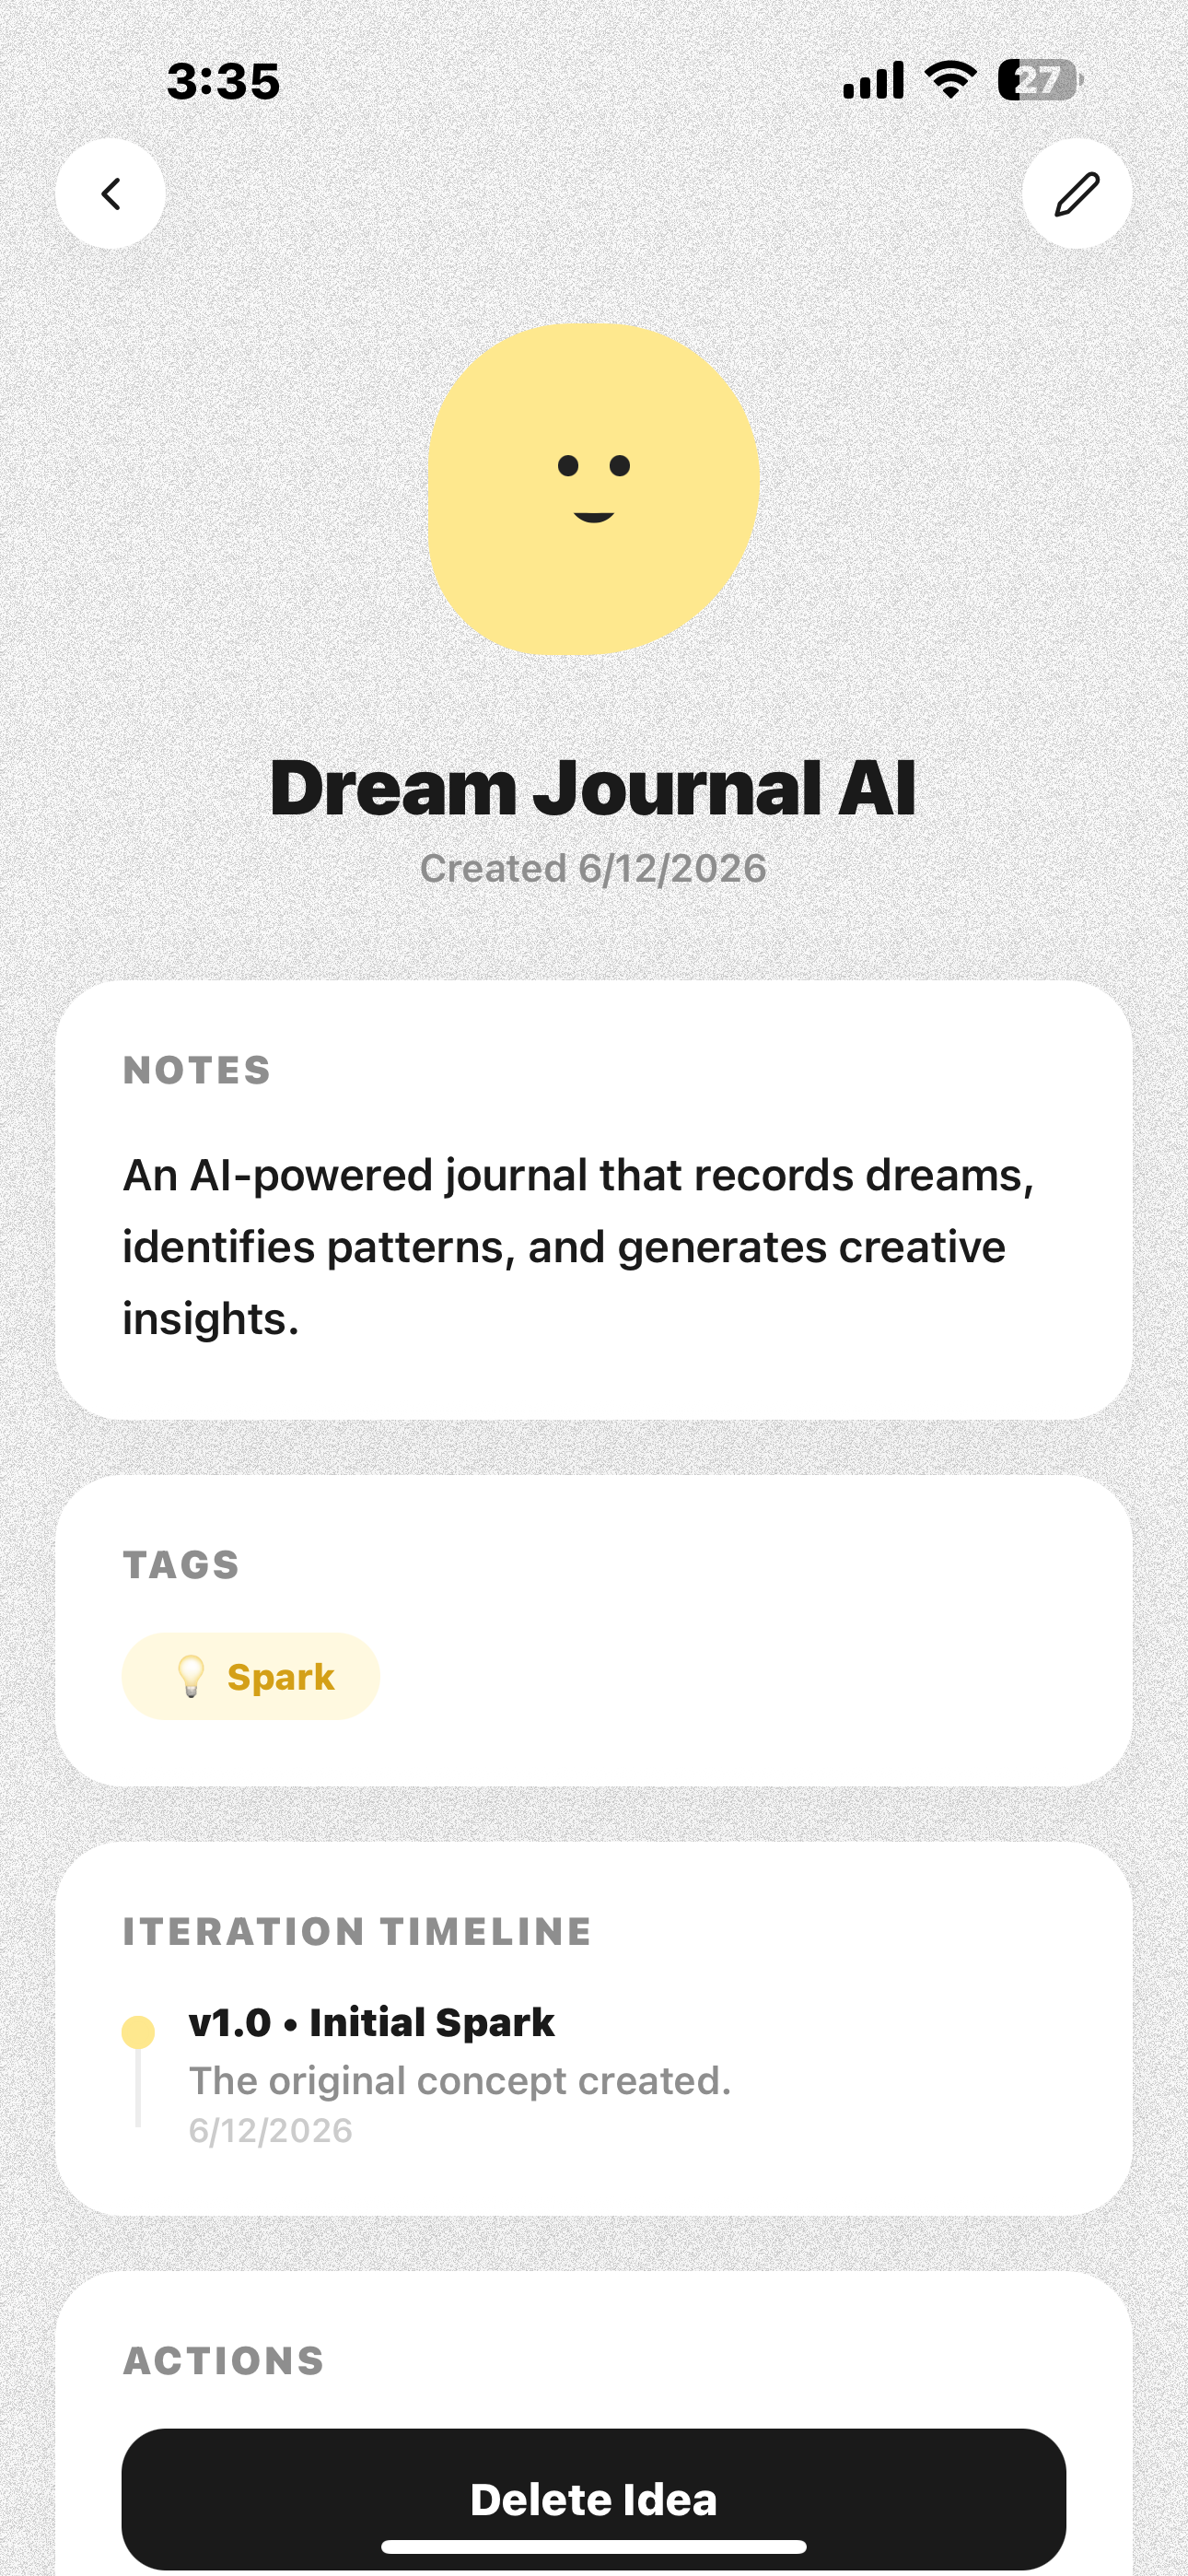 3:35
27
Dream Journal AI
Created 6/12/2026
NOTES
An AI-powered journal that records dreams,
identifies patterns, and generates creative
insights.
TAGS
💡 Spark
ITERATION TIMELINE
v1.0 • Initial Spark
The original concept created.
6/12/2026
ACTIONS
Delete Idea